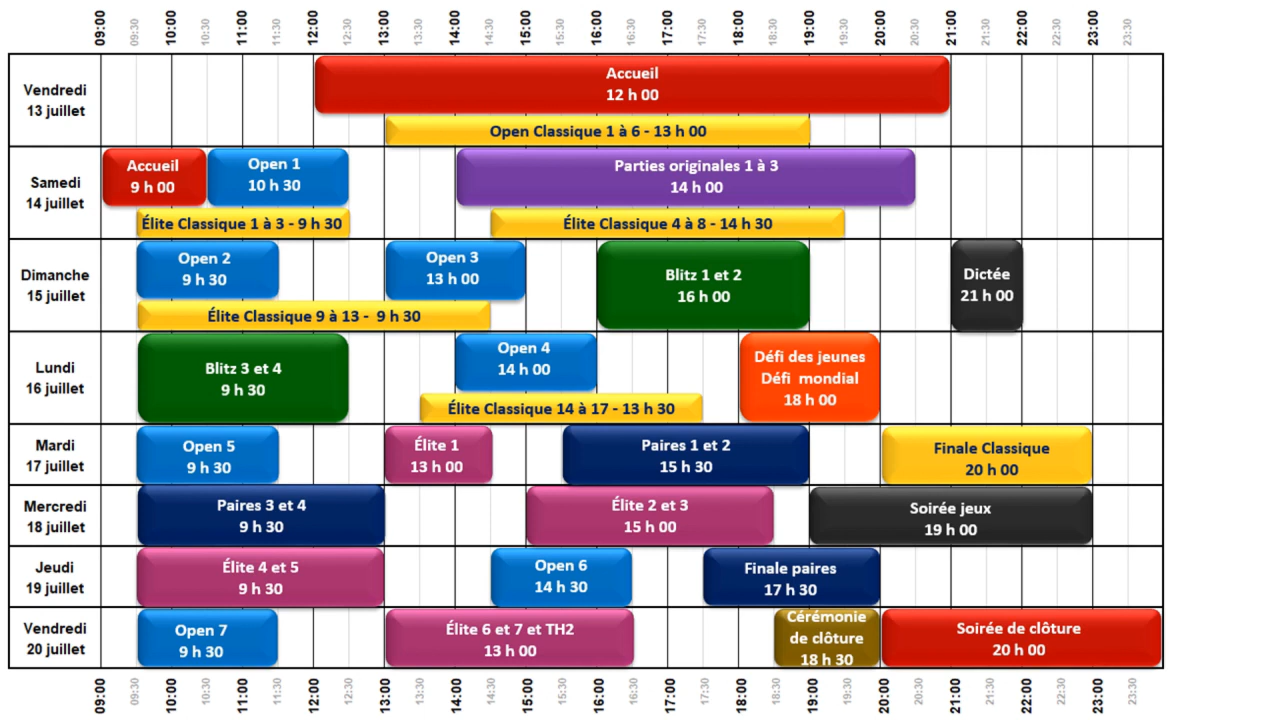 09:00 09:30 10:00 10:30 11:00 11:30 12:00 12:30 13:00 13:30 14:00 14:30 15:00 15:30 16:00 16:30 17:00 17:30 18:00 18:30 19:00 19:30 20:00 20:30 21:00 21:30 22:00 22:30 23:00 23:30
Vendredi
13 juillet
Accueil
12 h 00
Open Classique 1 à 6 - 13 h 00
Samedi
14 juillet
Accueil
9 h 00
Open 1
10 h 30
Parties originales 1 à 3
14 h 00
Élite Classique 1 à 3 - 9 h 30
Élite Classique 4 à 8 - 14 h 30
Dimanche
15 juillet
Open 2
9 h 30
Open 3
13 h 00
Blitz 1 et 2
16 h 00
Dictée
21 h 00
Élite Classique 9 à 13 -  9 h 30
Lundi
16 juillet
Blitz 3 et 4
9 h 30
Open 4
14 h 00
Défi des jeunes
Défi  mondial
18 h 00
Élite Classique 14 à 17 - 13 h 30
Mardi
17 juillet
Open 5
9 h 30
Élite 1
13 h 00
Paires 1 et 2
15 h 30
Finale Classique
20 h 00
Mercredi
18 juillet
Paires 3 et 4
9 h 30
Élite 2 et 3
15 h 00
Soirée jeux
19 h 00
Jeudi
19 juillet
Élite 4 et 5
9 h 30
Open 6
14 h 30
Finale paires
17 h 30
Vendredi
20 juillet
Open 7
9 h 30
Élite 6 et 7 et TH2
13 h 00
Cérémonie
de clôture
18 h 30
Soirée de clôture
20 h 00
09:00 09:30 10:00 10:30 11:00 11:30 12:00 12:30 13:00 13:30 14:00 14:30 15:00 15:30 16:00 16:30 17:00 17:30 18:00 18:30 19:00 19:30 20:00 20:30 21:00 21:30 22:00 22:30 23:00 23:30